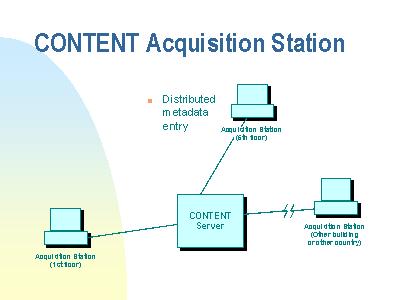 CONTENT Acquisition Station
Distributed
metadata
entry
Acquisition Station
(5th floor)
CONTENT
Server
Acquisition Station
(Other building
or other country)
Acquisition Station
(1st floor)